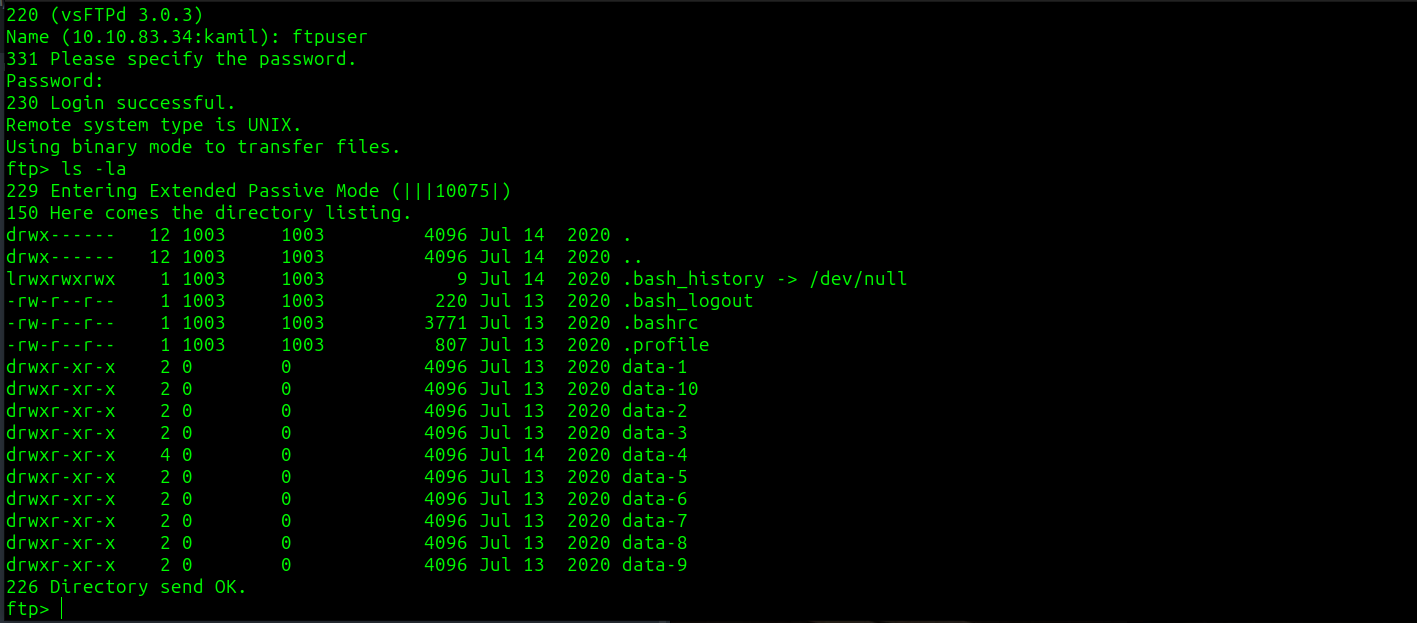 220 (vsFTPd 3.0.3)
Name (10.10.83.34:kamil): ftpuser
331 Please specify the password.
Password:
230 Login successful.
Remote system type is UNIX.
Using binary mode to transfer files.
ftp> ls -la
229 Entering Extended Passive Mode (|||10075|)
150 Here comes the directory listing.
drwx------   12 1003     1003         4096 Jul 14  2020 .
drwx------   12 1003     1003         4096 Jul 14  2020 ..
lrwxrwxrwx    1 1003     1003            9 Jul 14  2020 .bash_history -> /dev/null
-rw-r--r--    1 1003     1003          220 Jul 13  2020 .bash_logout
-rw-r--r--    1 1003     1003         3771 Jul 13  2020 .bashrc
-rw-r--r--    1 1003     1003          807 Jul 13  2020 .profile
drwxr-xr-x    2 0        0            4096 Jul 13  2020 data-1
drwxr-xr-x    2 0        0            4096 Jul 13  2020 data-10
drwxr-xr-x    2 0        0            4096 Jul 13  2020 data-2
drwxr-xr-x    2 0        0            4096 Jul 13  2020 data-3
drwxr-xr-x    4 0        0            4096 Jul 14  2020 data-4
drwxr-xr-x    2 0        0            4096 Jul 13  2020 data-5
drwxr-xr-x    2 0        0            4096 Jul 13  2020 data-6
drwxr-xr-x    2 0        0            4096 Jul 13  2020 data-7
drwxr-xr-x    2 0        0            4096 Jul 13  2020 data-8
drwxr-xr-x    2 0        0            4096 Jul 13  2020 data-9
226 Directory send OK.
ftp>